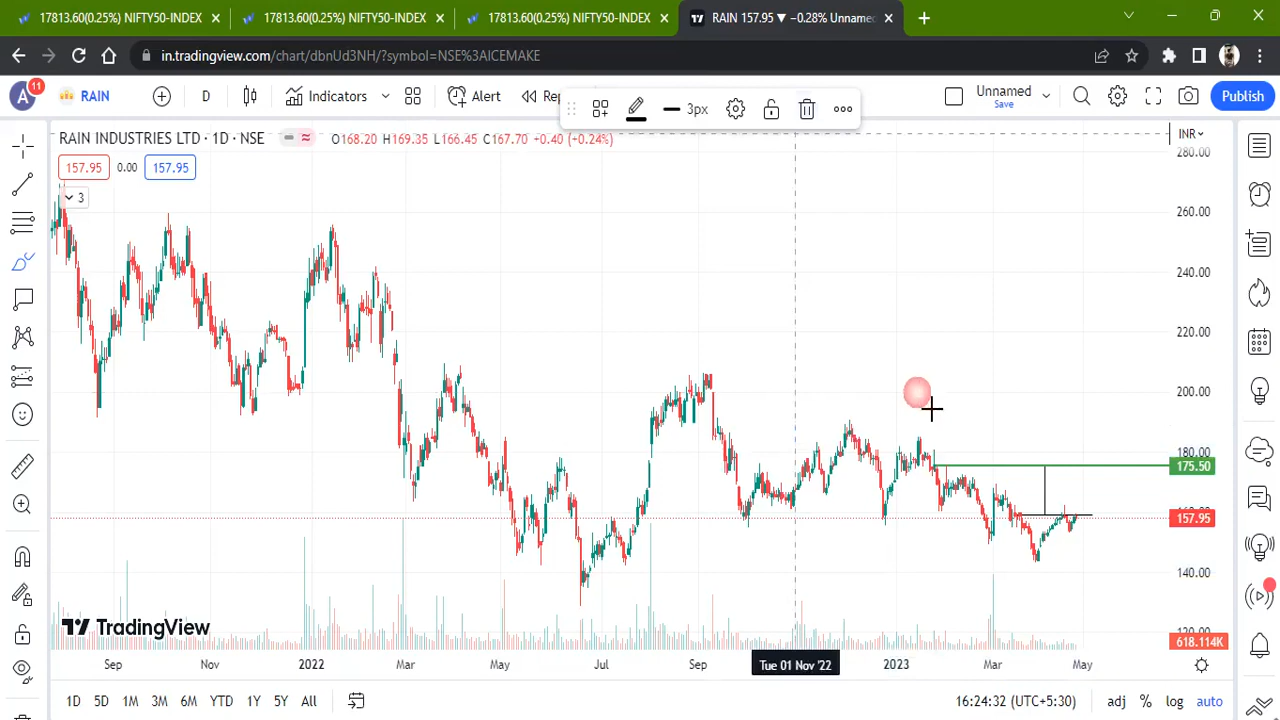 17813.60(0.25%) NIFTY50-INDEX
17813.60(0.25%) NIFTY50-INDEX
17813.60(0.25%) NIFTY50-INDEX
RAIN 157.95 ▼ −0.28% Unnamed
in.tradingview.com/chart/dbnUd3NH/?symbol=NSE%3AICEMAKE
A
11
RAIN
D
Indicators
Alert
3px
Unnamed
Save
Publish
RAIN INDUSTRIES LTD · 1D · NSE
O168.20 H169.35 L166.45 C167.70 +0.40 (+0.24%)
INR
157.95
0.00
157.95
3
280.00
260.00
240.00
220.00
200.00
180.00
175.50
157.95
140.00
618.114K
TradingView
Sep
Nov
2022
Mar
May
Jul
Sep
Tue 01 Nov '22
2023
Mar
May
1D
5D
1M
3M
6M
YTD
1Y
5Y
All
16:24:32 (UTC+5:30)
adj
%
log
auto